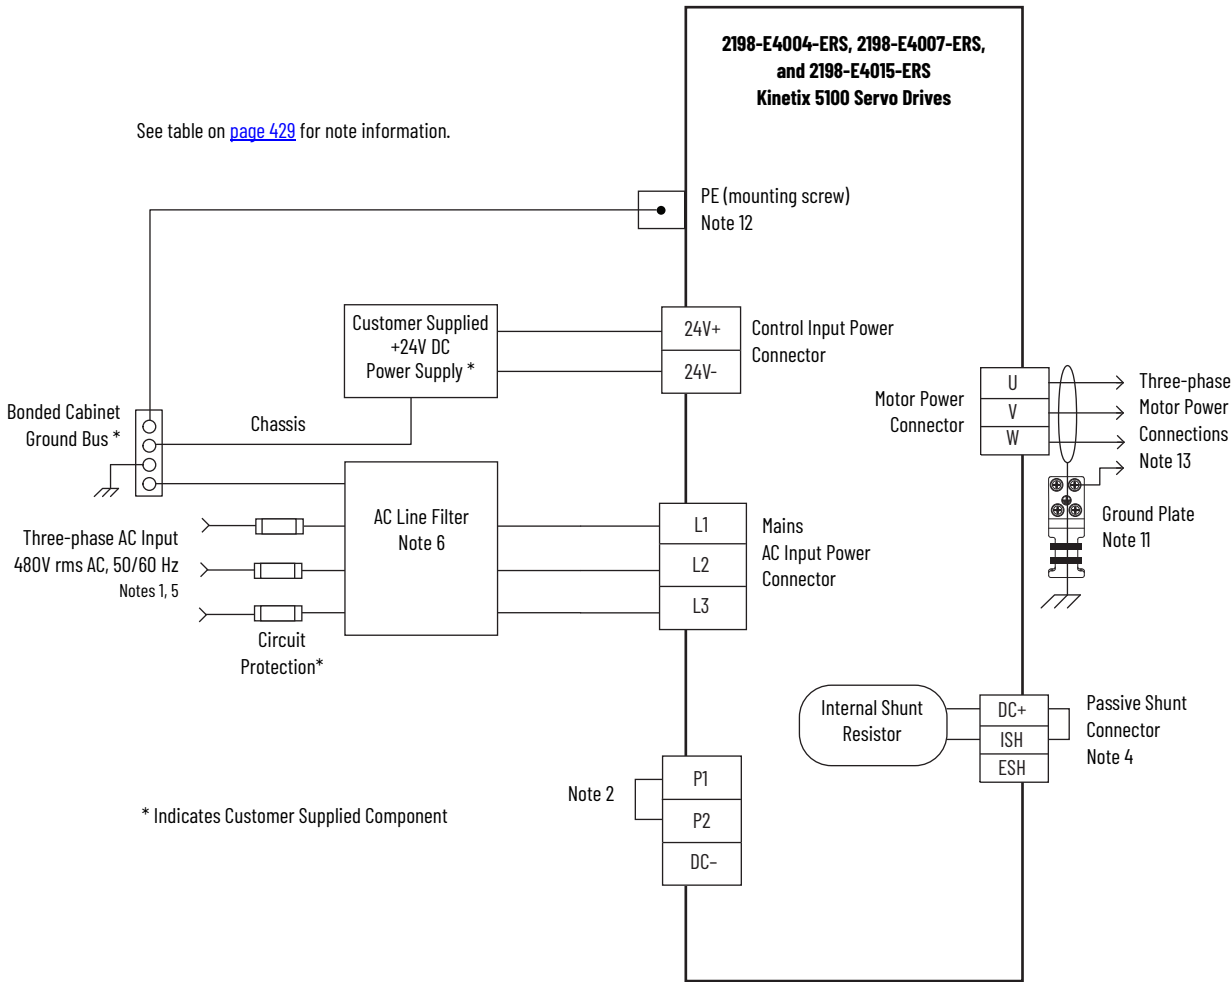 2198-E4004-ERS, 2198-E4007-ERS,
and 2198-E4015-ERS
Kinetix 5100 Servo Drives
See table on page 429 for note information.
PE (mounting screw)
Note 12
Customer Supplied
+24V DC
Power Supply *
24V+
24V-
Control Input Power
Connector
Bonded Cabinet
Ground Bus *
Chassis
Motor Power
Connector
U
V
W
Three-phase
Motor Power
Connections
Note 13
Ground Plate
Note 11
Three-phase AC Input
480V rms AC, 50/60 Hz
Notes 1, 5
AC Line Filter
Note 6
L1
L2
L3
Mains
AC Input Power
Connector
Circuit
Protection*
Internal Shunt
Resistor
DC+
ISH
ESH
Passive Shunt
Connector
Note 4
Note 2
P1
P2
DC–
* Indicates Customer Supplied Component